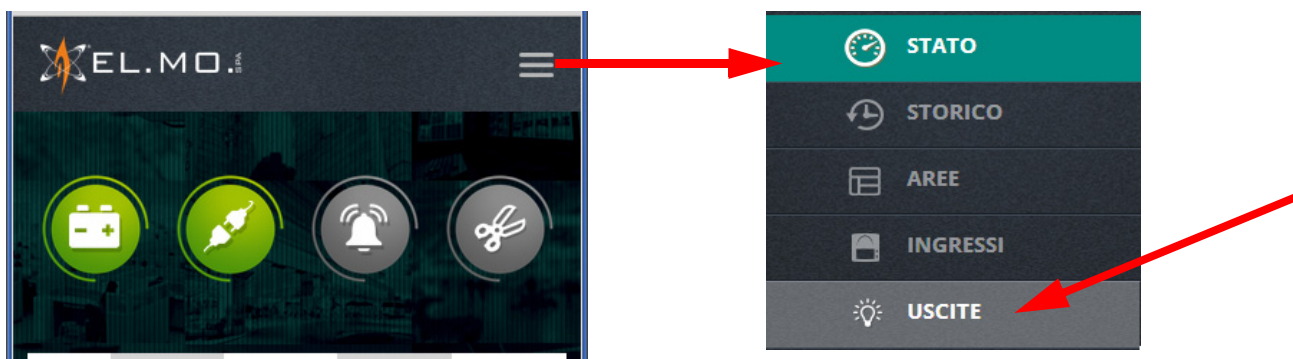 EL.MO. SPA
STATO
STORICO
AREE
INGRESSI
USCITE